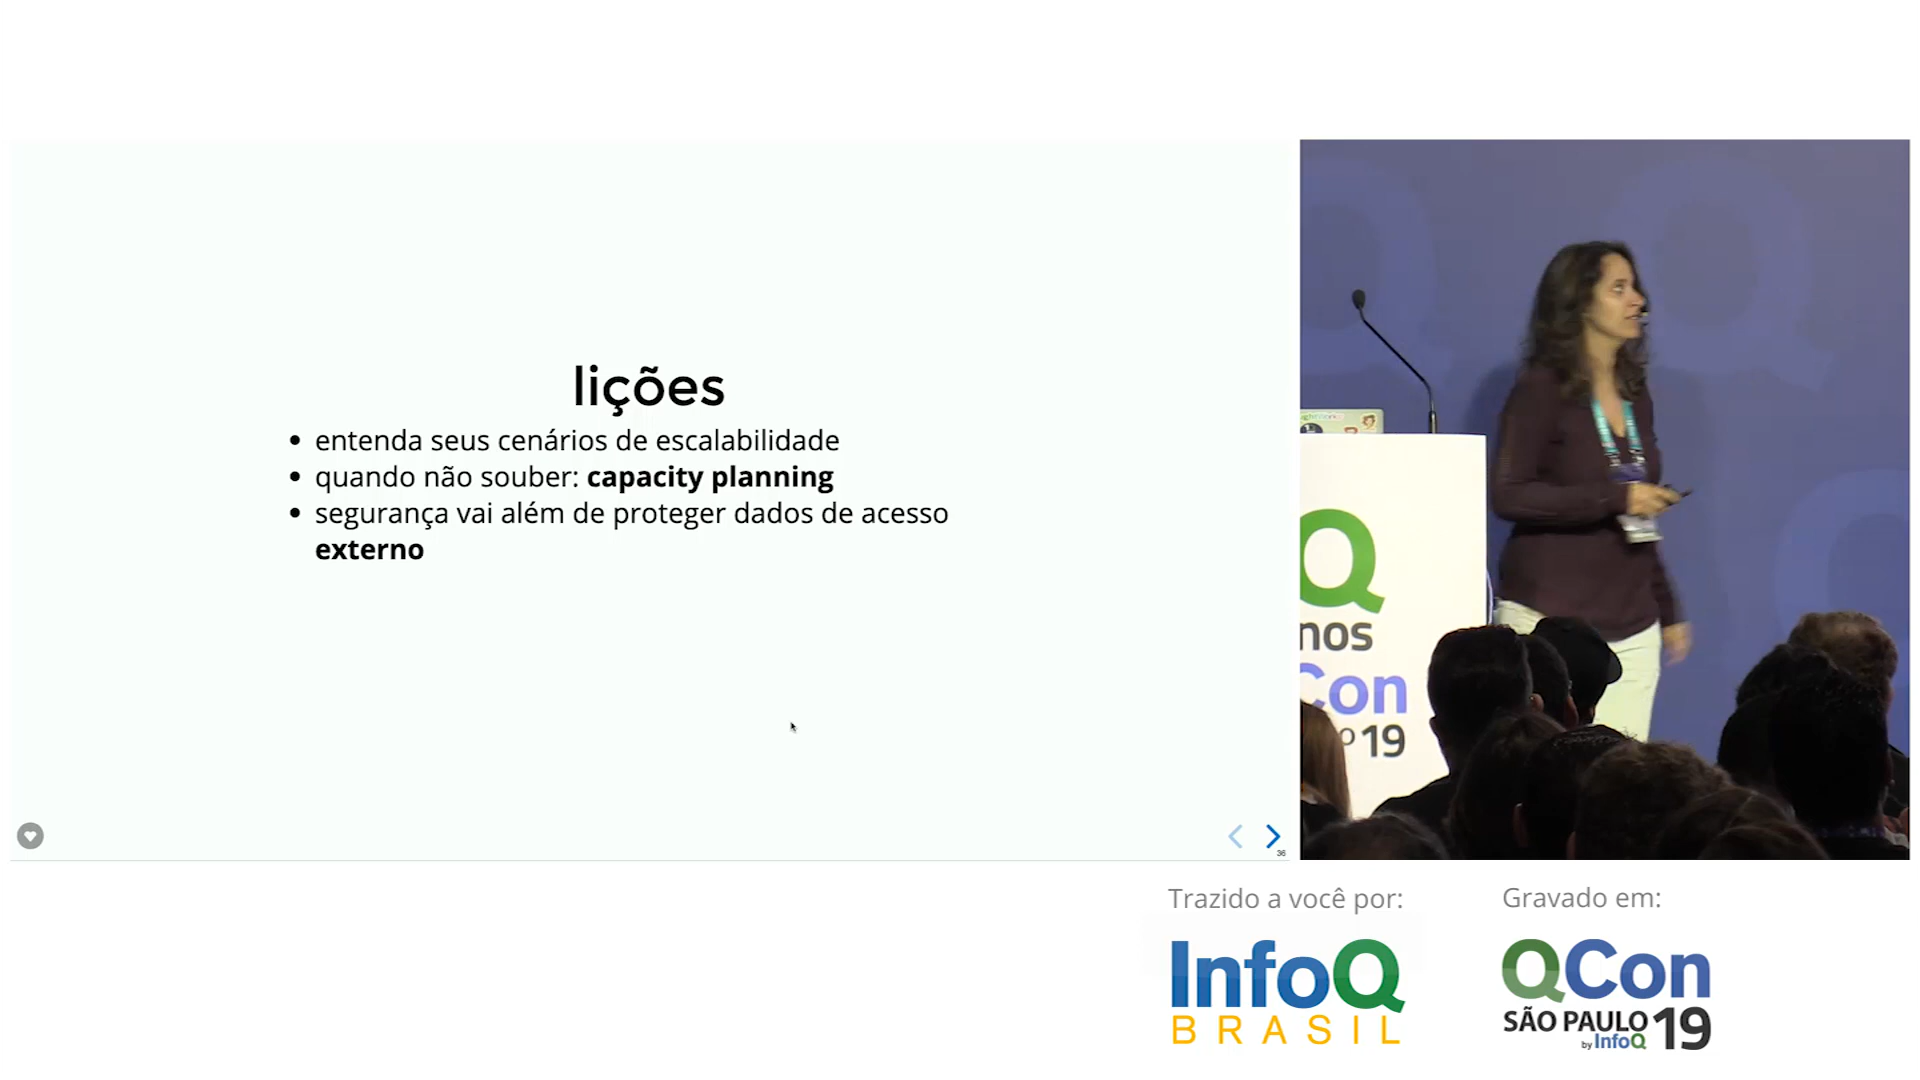 lições
• entenda seus cenários de escalabilidade
• quando não souber: capacity planning
• segurança vai além de proteger dados de acesso
externo
36
Q
nos
Con
o 19
Trazido a você por:
InfoQ
BRASIL
Gravado em:
QCon
SÃO PAULO 19
by InfoQ